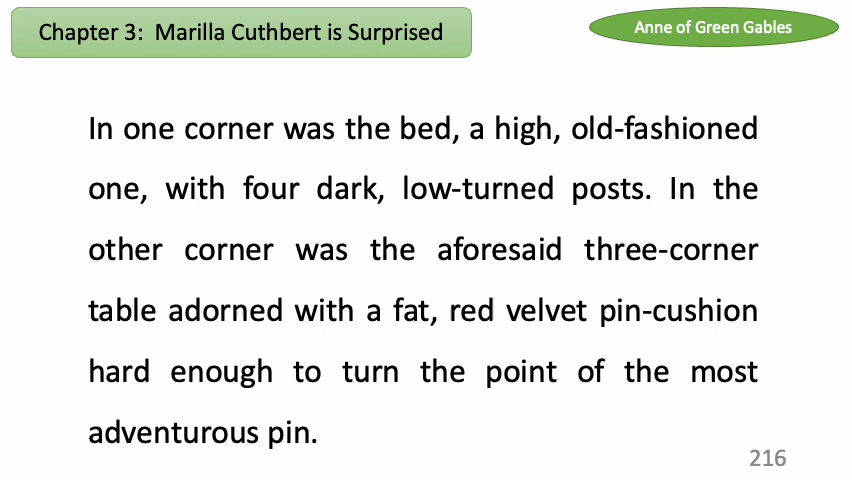 Chapter 3: Marilla Cuthbert is Surprised
Anne of Green Gables
In one corner was the bed, a high, old-fashioned
one, with four dark, low-turned posts. In the
other corner was the aforesaid three-corner
table adorned with a fat, red velvet pin-cushion
hard enough to turn the point of the most
adventurous pin.
216